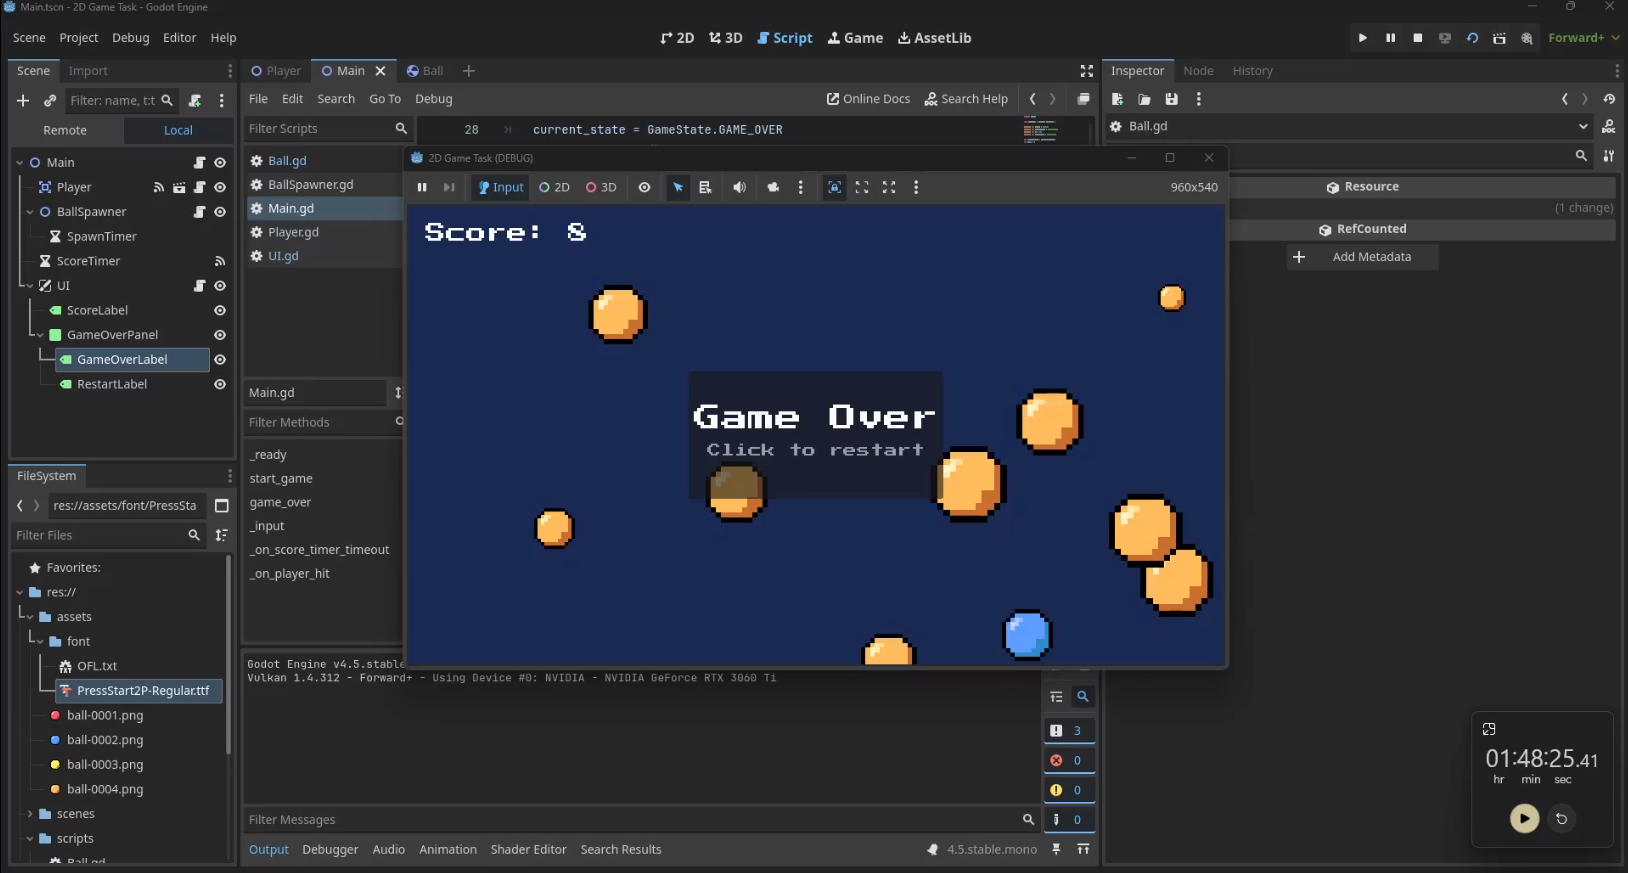 Main.tscn - 2D Game Task - Godot Engine
Scene Project Debug Editor Help
2D 3D Script Game AssetLib
Forward+
Scene Import
Filter: name, t:t
Remote Local
Main
Player
BallSpawner
SpawnTimer
ScoreTimer
UI
ScoreLabel
GameOverPanel
GameOverLabel
RestartLabel
FileSystem
res://assets/font/PressSta
Filter Files
Favorites:
res://
assets
font
OFL.txt
PressStart2P-Regular.ttf
ball-0001.png
ball-0002.png
ball-0003.png
ball-0004.png
scenes
scripts
Ball.gd
Player Main Ball
File Edit Search Go To Debug
Online Docs Search Help
Filter Scripts
28 current_state = GameState.GAME_OVER
Ball.gd
BallSpawner.gd
Main.gd
Player.gd
UI.gd
Main.gd
Filter Methods
_ready
start_game
game_over
_input
_on_score_timer_timeout
_on_player_hit
2D Game Task (DEBUG)
Input 2D 3D
960x540
Score: 8
Game Over
Click to restart
Godot Engine v4.5.stable
Vulkan 1.4.312 - Forward+ - Using Device #0: NVIDIA - NVIDIA GeForce RTX 3060 Ti
3
0
0
0
Filter Messages
Output Debugger Audio Animation Shader Editor Search Results
4.5.stable.mono
Inspector Node History
Ball.gd
Resource
(1 change)
RefCounted
Add Metadata
01:48:25.41
hr min sec